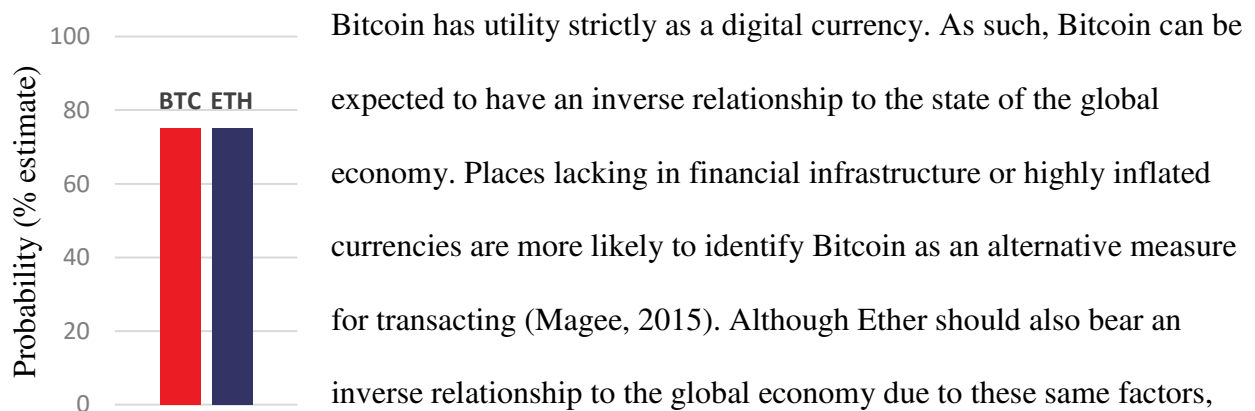 Probability (% estimate)
100
80
60
40
20
0
BTC ETH
Bitcoin has utility strictly as a digital currency. As such, Bitcoin can be
expected to have an inverse relationship to the state of the global
economy. Places lacking in financial infrastructure or highly inflated
currencies are more likely to identify Bitcoin as an alternative measure
for transacting (Magee, 2015). Although Ether should also bear an
inverse relationship to the global economy due to these same factors,